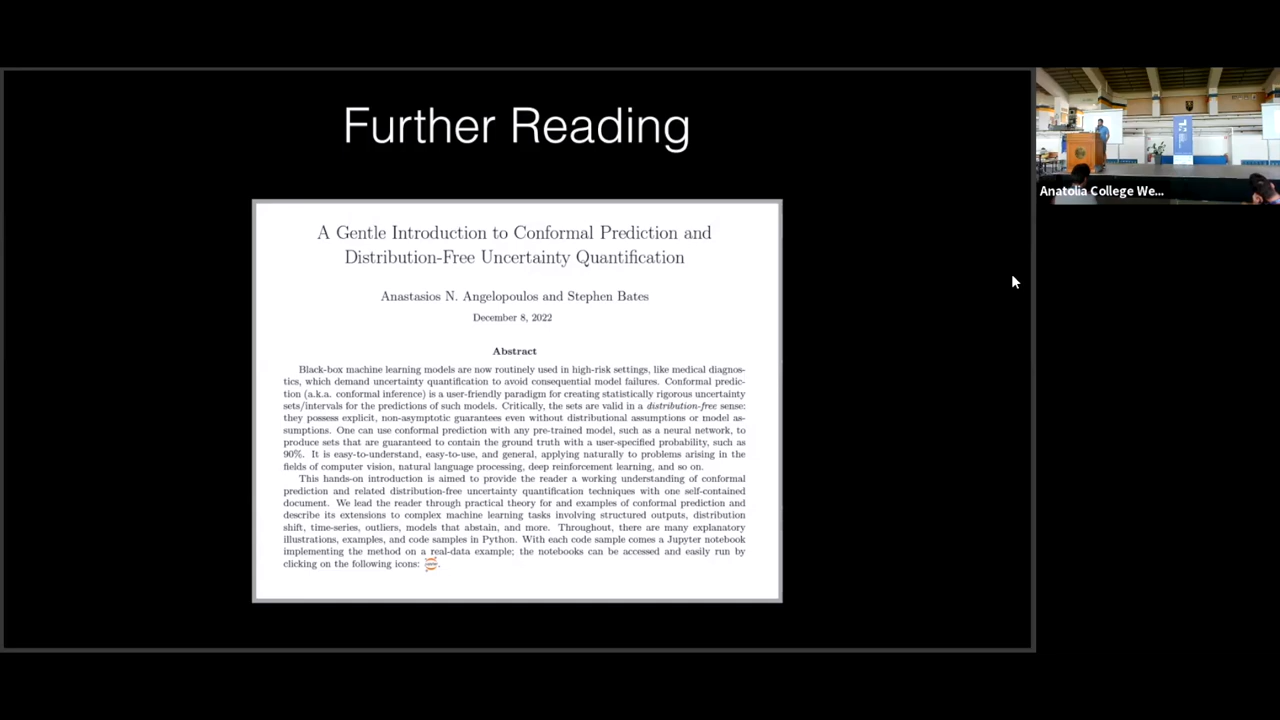 Further Reading
A Gentle Introduction to Conformal Prediction and
Distribution-Free Uncertainty Quantification
Anastasios N. Angelopoulos and Stephen Bates
December 8, 2022
Abstract
Black-box machine learning models are now routinely used in high-risk settings, like medical diagnos-
tics, which demand uncertainty quantification to avoid consequential model failures. Conformal predic-
tion (a.k.a. conformal inference) is a user-friendly paradigm for creating statistically rigorous uncertainty
sets/intervals for the predictions of such models. Critically, the sets are valid in a distribution-free sense:
they possess explicit, non-asymptotic guarantees even without distributional assumptions or model as-
sumptions. One can use conformal prediction with any pre-trained model, such as a neural network, to
produce sets that are guaranteed to contain the ground truth with a user-specified probability, such as
90%. It is easy-to-understand, easy-to-use, and general, applying naturally to problems arising in the
fields of computer vision, natural language processing, deep reinforcement learning, and so on.
This hands-on introduction is aimed to provide the reader a working understanding of conformal
prediction and related distribution-free uncertainty quantification techniques with one self-contained
document. We lead the reader through practical theory for and examples of conformal prediction and
describe its extensions to complex machine learning tasks involving structured outputs, distribution
shift, time-series, outliers, models that abstain, and more. Throughout, there are many explanatory
illustrations, examples, and code samples in Python. With each code sample comes a Jupyter notebook
implementing the method on a real-data example; the notebooks can be accessed and easily run by
clicking on the following icons: .
Anatolia College We...